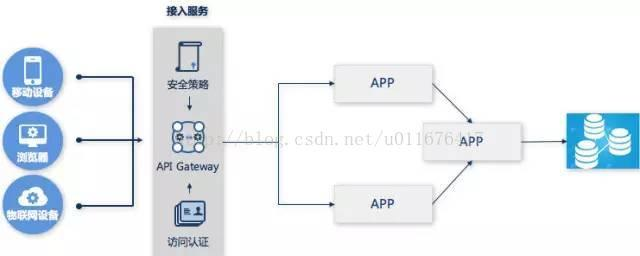 接入服务
移动设备
浏览器
物联网设备
安全策略
API Gateway
访问认证
APP
APP
APP
http://blog.csdn.net/u011676417